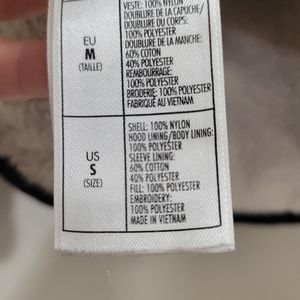 VESTE: 100% NYLON
DOUBLURE DE LA CAPUCHE/
DOUBLURE DU CORPS:
100% POLYESTER
DOUBLURE DE LA MANCHE:
60% COTON
40% POLYESTER
REMBOURRAGE:
100% POLYESTER
BRODERIE: 100% POLYESTER
FABRIQUÉ AU VIETNAM
EU
M
(TAILLE)
SHELL: 100% NYLON
HOOD LINING/BODY LINING:
100% POLYESTER
SLEEVE LINING:
60% COTTON
40% POLYESTER
FILL: 100% POLYESTER
EMBROIDERY:
100% POLYESTER
MADE IN VIETNAM
US
S
(SIZE)